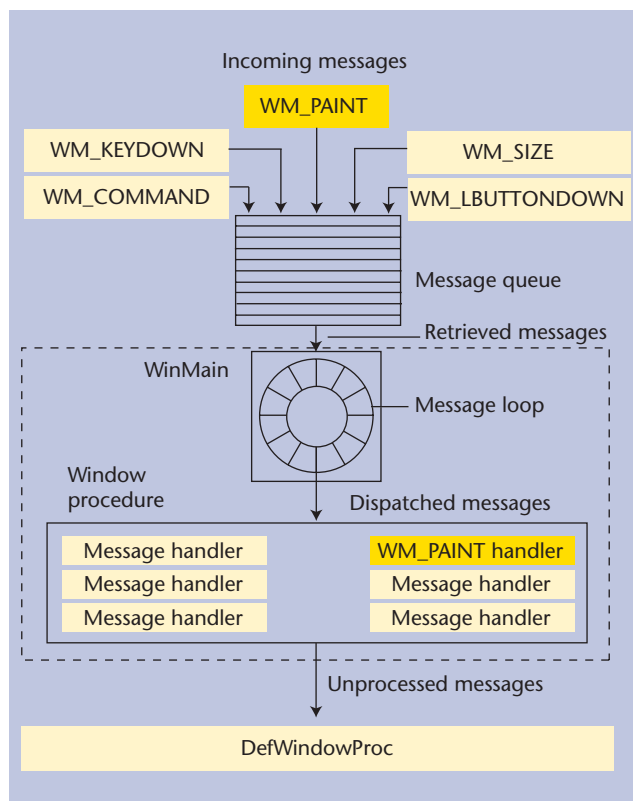 Incoming messages
WM_PAINT
WM_KEYDOWN
WM_SIZE
WM_COMMAND
WM_LBUTTONDOWN
Message queue
Retrieved messages
WinMain
Message loop
Window
procedure
Dispatched messages
Message handler
WM_PAINT handler
Message handler
Message handler
Message handler
Message handler
Unprocessed messages
DefWindowProc